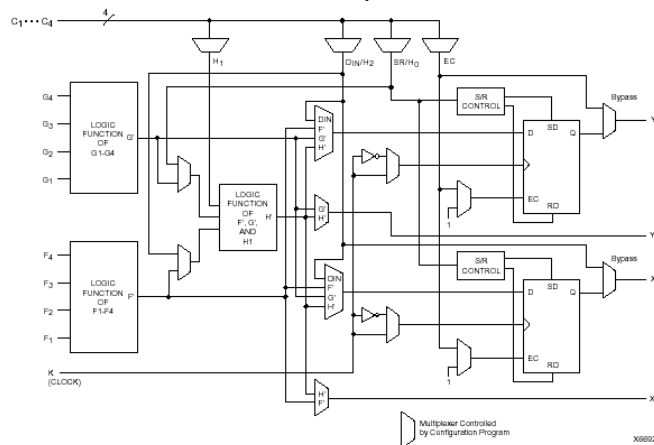 C1 ••• C4
4
H1
DIN/H2
SR/H0
EC
G4
G3
G2
G1
LOGIC
FUNCTION
OF
G1-G4
G'
DIN
F'
G'
H'
S/R
CONTROL
Bypass
D
SD
Q
EC
RD
1
Y
LOGIC
FUNCTION
OF
F', G',
AND
H1
H'
G'
H'
Y
F4
F3
F2
F1
LOGIC
FUNCTION
OF
F1-F4
F'
DIN
F'
G'
H'
S/R
CONTROL
Bypass
D
SD
Q
EC
RD
1
X
K
(CLOCK)
H'
F'
X
Multiplexer Controlled
by Configuration Program
X6692